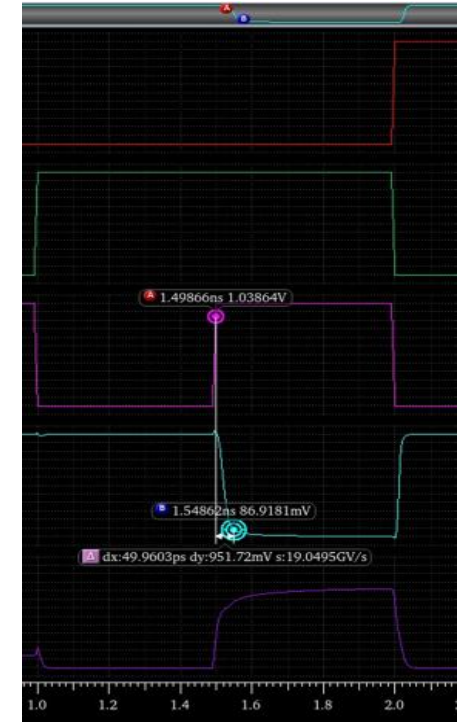 A
B
A 1.49866ns 1.03864V
B 1.54862ns 86.9181mV
Δ dx:49.9603ps dy:951.72mV s:19.0495GV/s
1.0 1.2 1.4 1.6 1.8 2.0